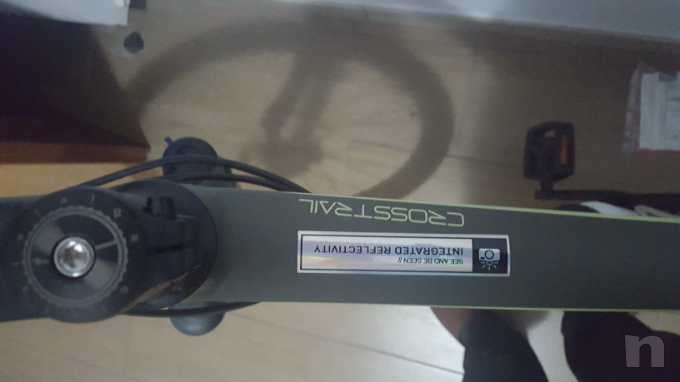 CROSSTRAIL
SEE AND BE SEEN //
INTEGRATED REFLECTIVITY
n